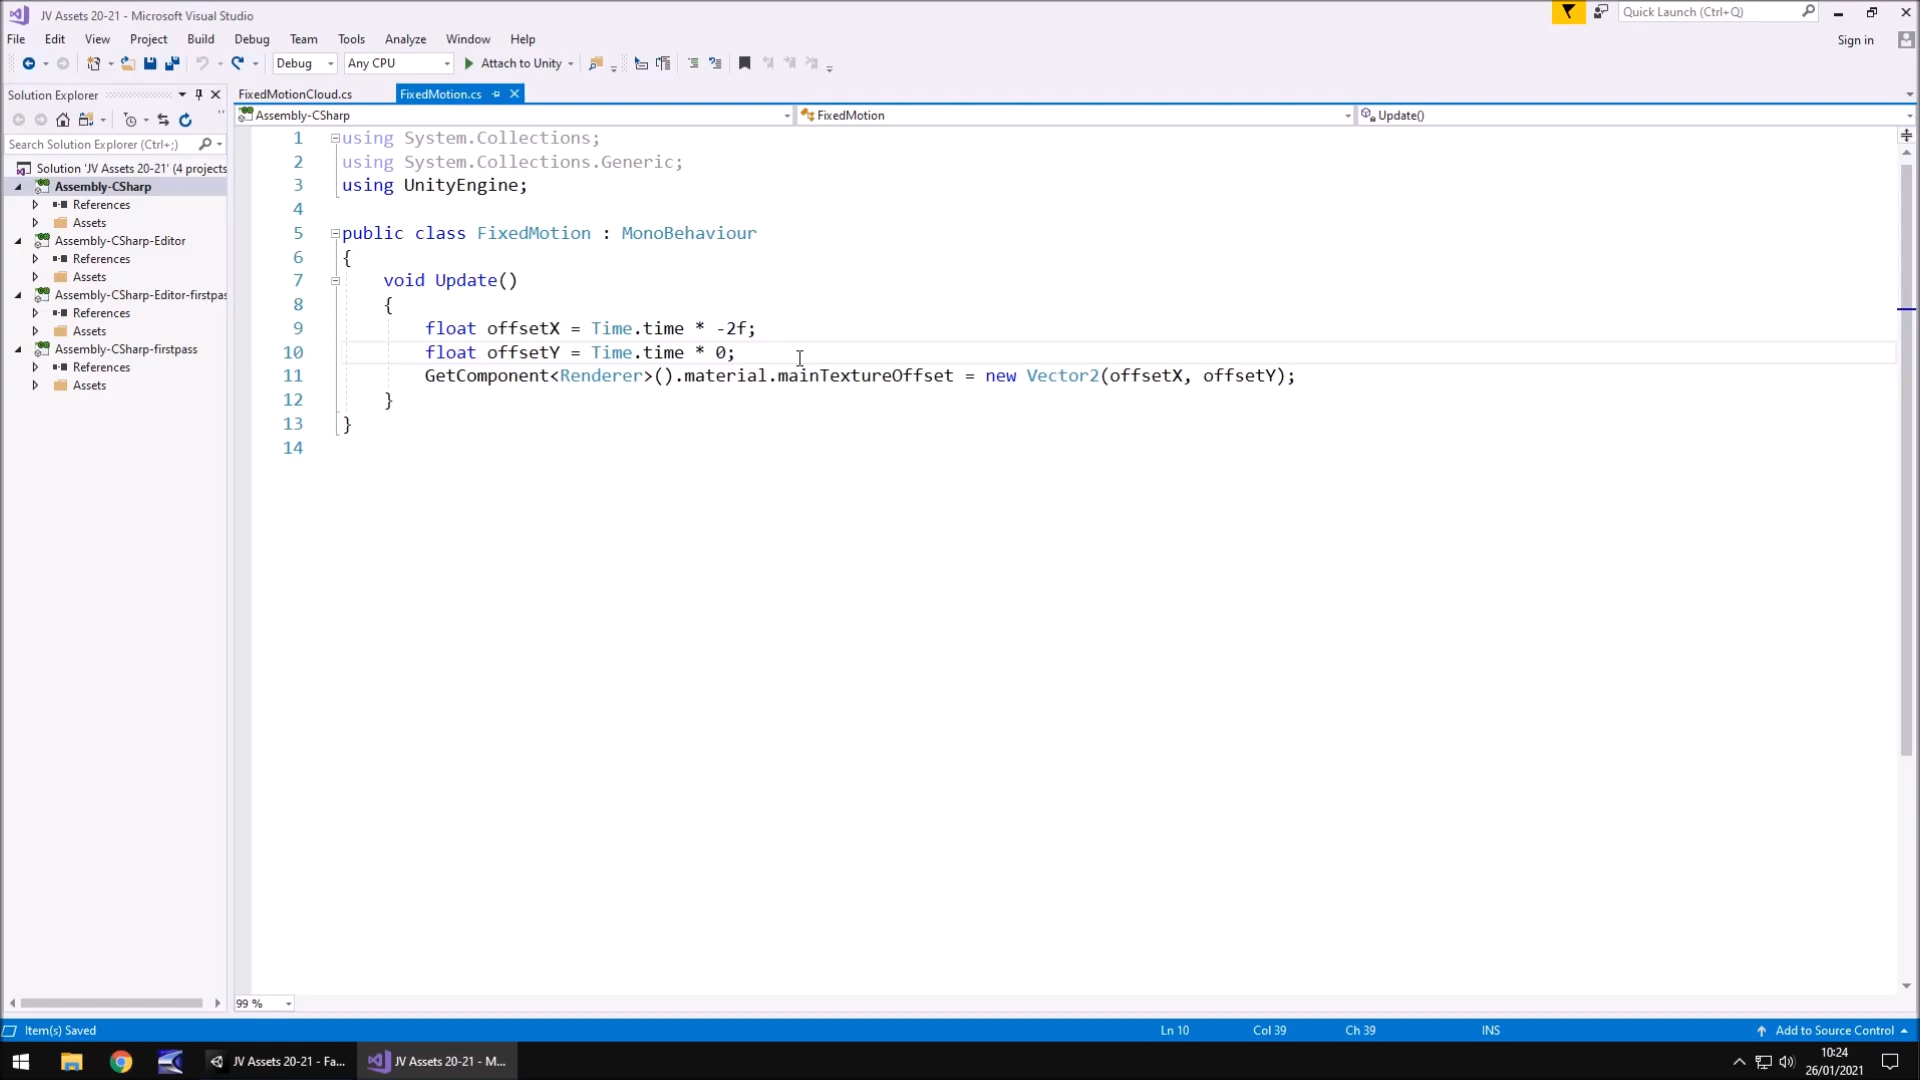 JV Assets 20-21 - Microsoft Visual Studio
Quick Launch (Ctrl+Q)
File Edit View Project Build Debug Team Tools Analyze Window Help
Sign in
Debug Any CPU Attach to Unity
Solution Explorer
FixedMotionCloud.cs FixedMotion.cs
Assembly-CSharp FixedMotion Update()
Search Solution Explorer (Ctrl+;)
Solution 'JV Assets 20-21' (4 projects
Assembly-CSharp
References
Assets
Assembly-CSharp-Editor
References
Assets
Assembly-CSharp-Editor-firstpas
References
Assets
Assembly-CSharp-firstpass
References
Assets
1 using System.Collections;
2 using System.Collections.Generic;
3 using UnityEngine;
4
5 public class FixedMotion : MonoBehaviour
6 {
7 void Update()
8 {
9 float offsetX = Time.time * -2f;
10 float offsetY = Time.time * 0;
11 GetComponent<Renderer>().material.mainTextureOffset = new Vector2(offsetX, offsetY);
12 }
13 }
14
99 %
Item(s) Saved Ln 10 Col 39 Ch 39 INS Add to Source Control
JV Assets 20-21 - Fa... JV Assets 20-21 - M...
10:24
26/01/2021